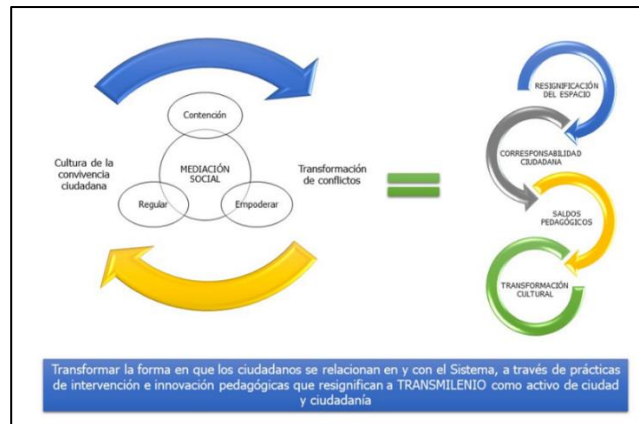 Contención
Cultura de la
convivencia
ciudadana
MEDIACIÓN
SOCIAL
Transformación
de conflictos
Regular
Empoderar
RESIGNIFICACIÓN
DEL ESPACIO
CORRESPONSABILIDAD
CIUDADANA
SALDOS
PEDAGÓGICOS
TRANSFORMACIÓN
CULTURAL
Transformar la forma en que los ciudadanos se relacionan en y con el Sistema, a través de prácticas
de intervención e innovación pedagógicas que resignifican a TRANSMILENIO como activo de ciudad
y ciudadanía